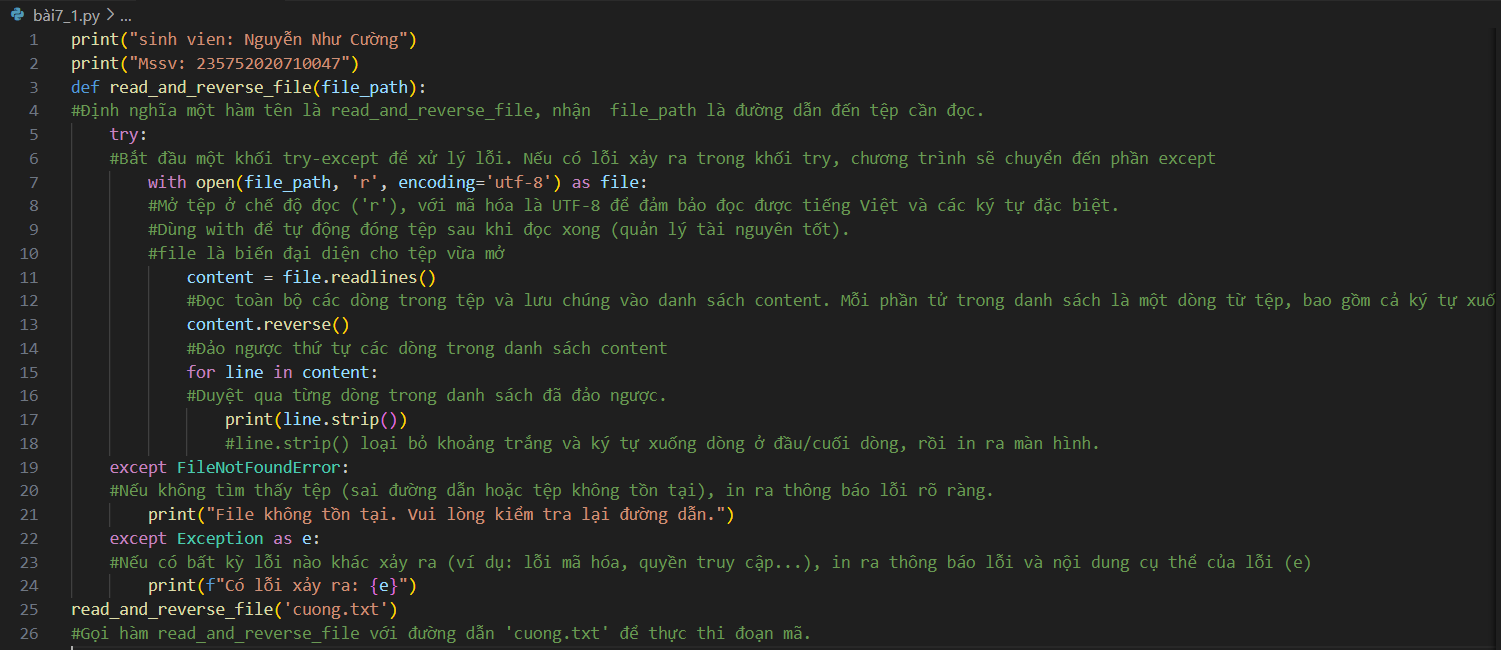 bài7_1.py > ...
1 print("sinh vien: Nguyễn Như Cường")
2 print("Mssv: 235752020710047")
3 def read_and_reverse_file(file_path):
4 #Định nghĩa một hàm tên là read_and_reverse_file, nhận  file_path là đường dẫn đến tệp cần đọc.
5     try:
6     #Bắt đầu một khối try-except để xử lý lỗi. Nếu có lỗi xảy ra trong khối try, chương trình sẽ chuyển đến phần except
7         with open(file_path, 'r', encoding='utf-8') as file:
8         #Mở tệp ở chế độ đọc ('r'), với mã hóa là UTF-8 để đảm bảo đọc được tiếng Việt và các ký tự đặc biệt.
9         #Dùng with để tự động đóng tệp sau khi đọc xong (quản lý tài nguyên tốt).
10         #file là biến đại diện cho tệp vừa mở
11             content = file.readlines()
12             #Đọc toàn bộ các dòng trong tệp và lưu chúng vào danh sách content. Mỗi phần tử trong danh sách là một dòng từ tệp, bao gồm cả ký tự xuố
13             content.reverse()
14             #Đảo ngược thứ tự các dòng trong danh sách content
15             for line in content:
16             #Duyệt qua từng dòng trong danh sách đã đảo ngược.
17                 print(line.strip())
18                 #line.strip() loại bỏ khoảng trắng và ký tự xuống dòng ở đầu/cuối dòng, rồi in ra màn hình.
19     except FileNotFoundError:
20     #Nếu không tìm thấy tệp (sai đường dẫn hoặc tệp không tồn tại), in ra thông báo lỗi rõ ràng.
21         print("File không tồn tại. Vui lòng kiểm tra lại đường dẫn.")
22     except Exception as e:
23     #Nếu có bất kỳ lỗi nào khác xảy ra (ví dụ: lỗi mã hóa, quyền truy cập...), in ra thông báo lỗi và nội dung cụ thể của lỗi (e)
24         print(f"Có lỗi xảy ra: {e}")
25 read_and_reverse_file('cuong.txt')
26 #Gọi hàm read_and_reverse_file với đường dẫn 'cuong.txt' để thực thi đoạn mã.